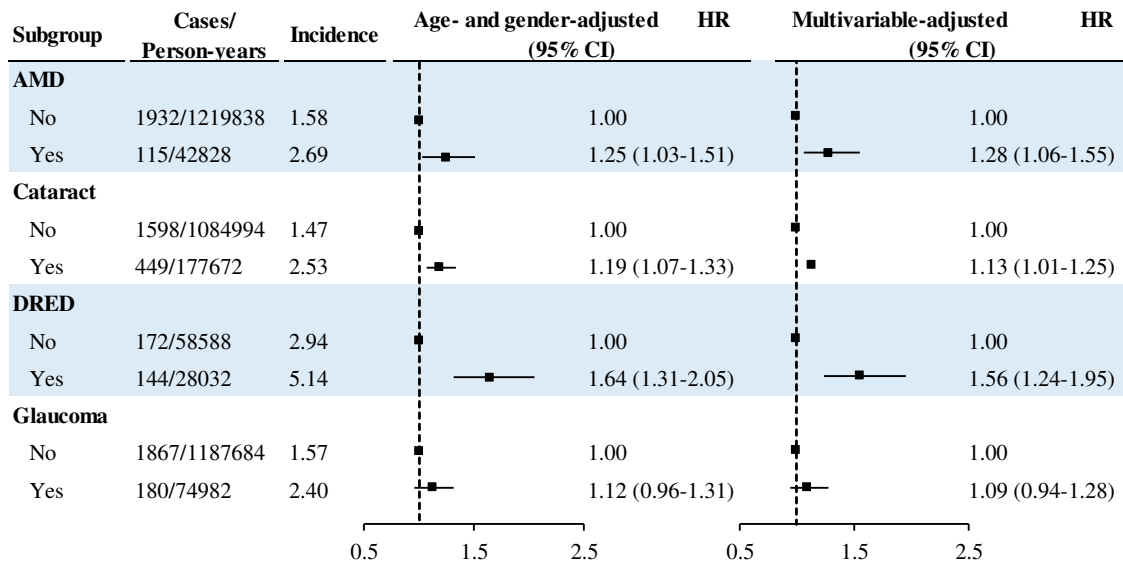 Subgroup Cases/ Person-years Incidence Age- and gender-adjusted HR (95% CI) Multivariable-adjusted HR (95% CI)
AMD
No 1932/1219838 1.58 1.00 1.00
Yes 115/42828 2.69 1.25 (1.03-1.51) 1.28 (1.06-1.55)
Cataract
No 1598/1084994 1.47 1.00 1.00
Yes 449/177672 2.53 1.19 (1.07-1.33) 1.13 (1.01-1.25)
DRED
No 172/58588 2.94 1.00 1.00
Yes 144/28032 5.14 1.64 (1.31-2.05) 1.56 (1.24-1.95)
Glaucoma
No 1867/1187684 1.57 1.00 1.00
Yes 180/74982 2.40 1.12 (0.96-1.31) 1.09 (0.94-1.28)
0.5 1.5 2.5 0.5 1.5 2.5